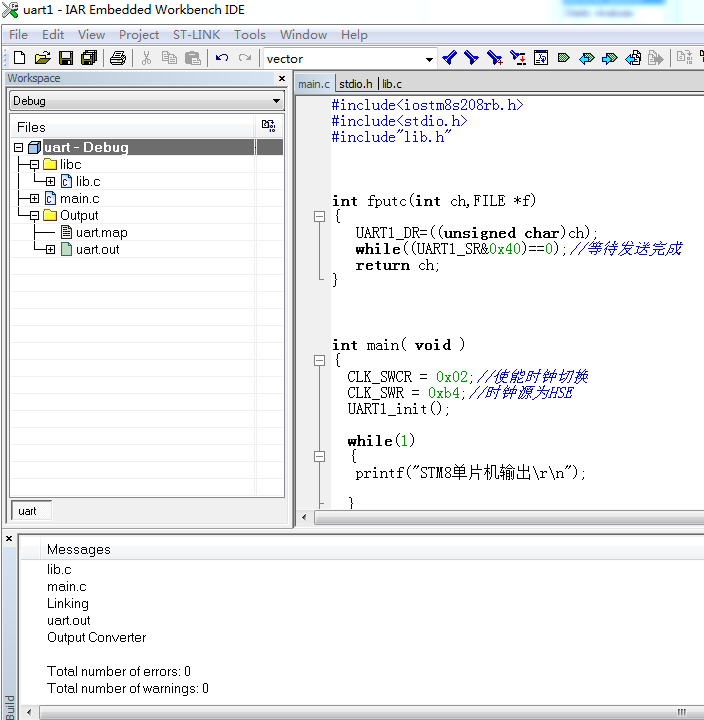 uart1 - IAR Embedded Workbench IDE
File Edit View Project ST-LINK Tools Window Help
vector
Workspace
Debug
Files
uart - Debug
libc
lib.c
main.c
Output
uart.map
uart.out
uart
main.c stdio.h lib.c
#include<iostm8s208rb.h>
#include<stdio.h>
#include"lib.h"
int fputc(int ch,FILE *f)
{
UART1_DR=((unsigned char)ch);
while((UART1_SR&0x40)==0);//等待发送完成
return ch;
}
int main( void )
{
CLK_SWCR = 0x02;//使能时钟切换
CLK_SWR = 0xb4;//时钟源为HSE
UART1_init();
while(1)
{
printf("STM8单片机输出\r\n");
}
Messages
lib.c
main.c
Linking
uart.out
Output Converter
Total number of errors: 0
Total number of warnings: 0
Build